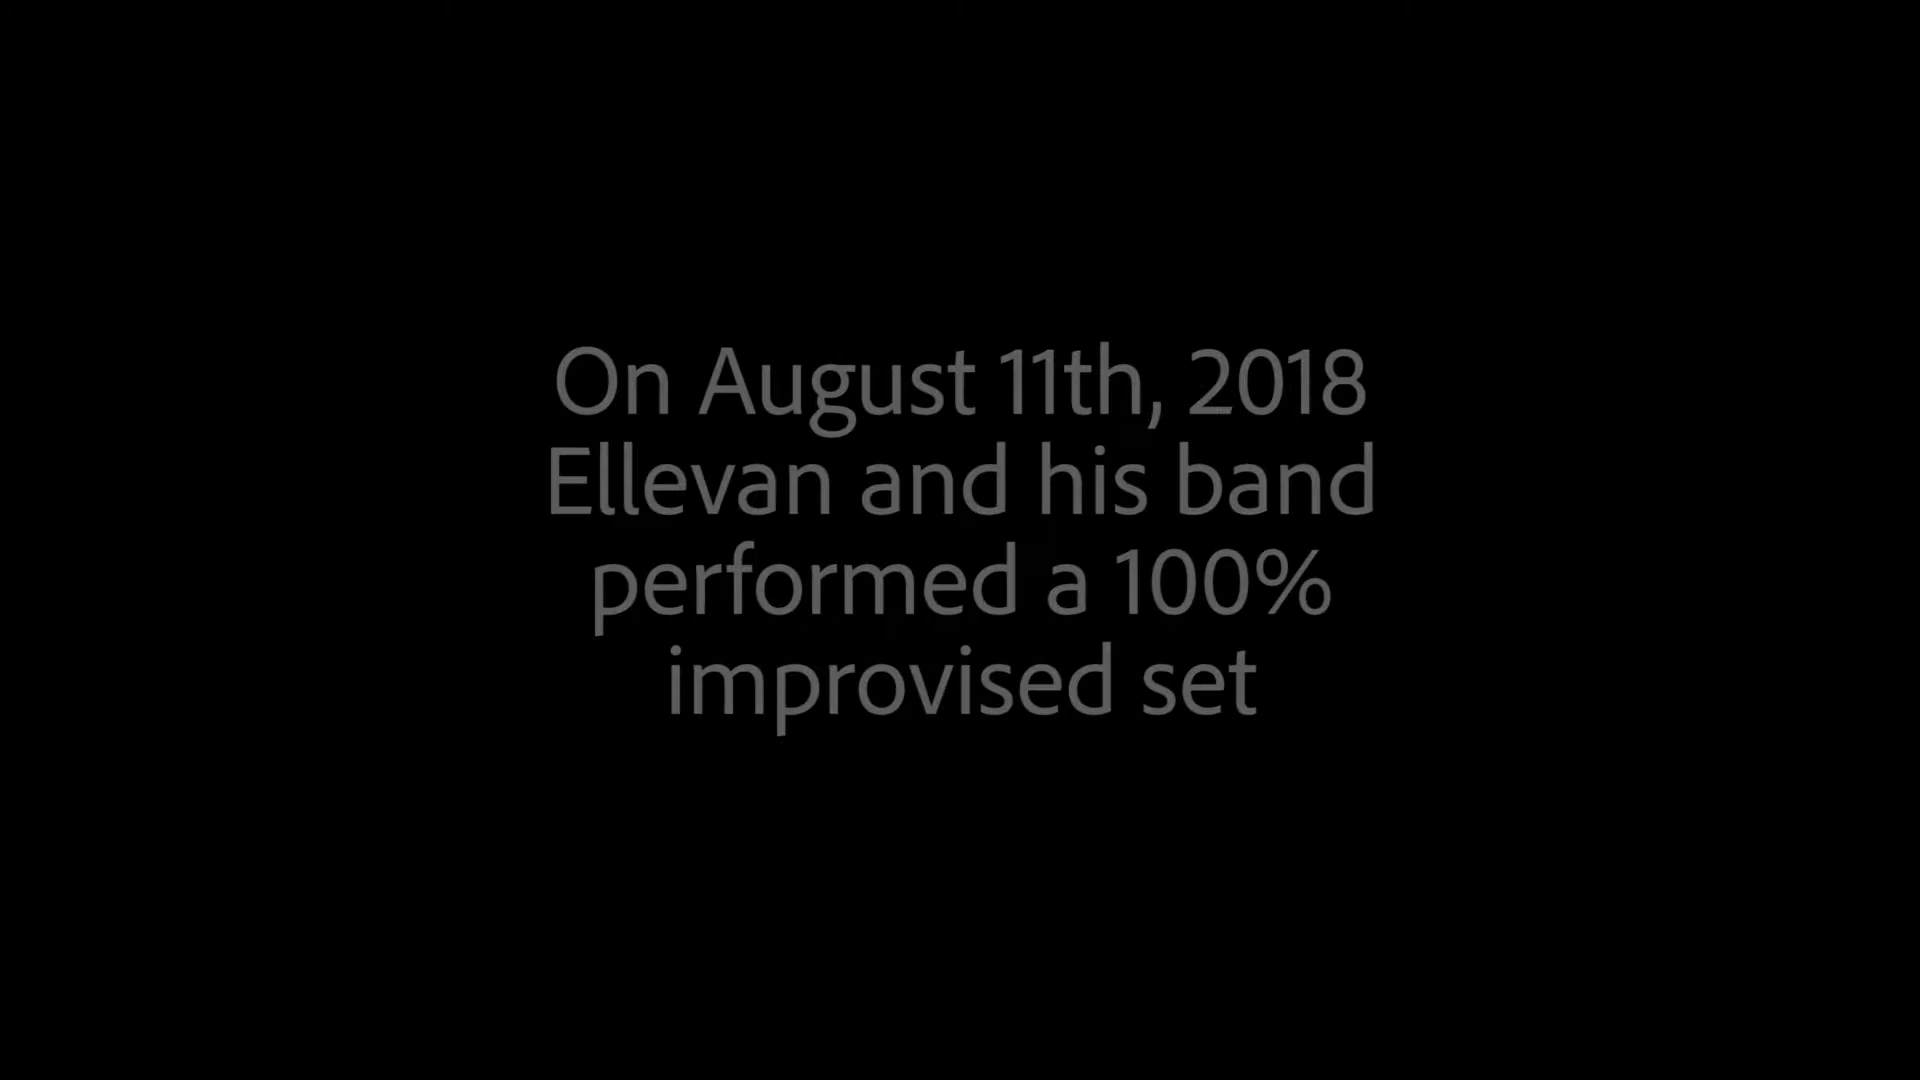 On August 11th, 2018
Ellevan and his band
performed a 100%
improvised set